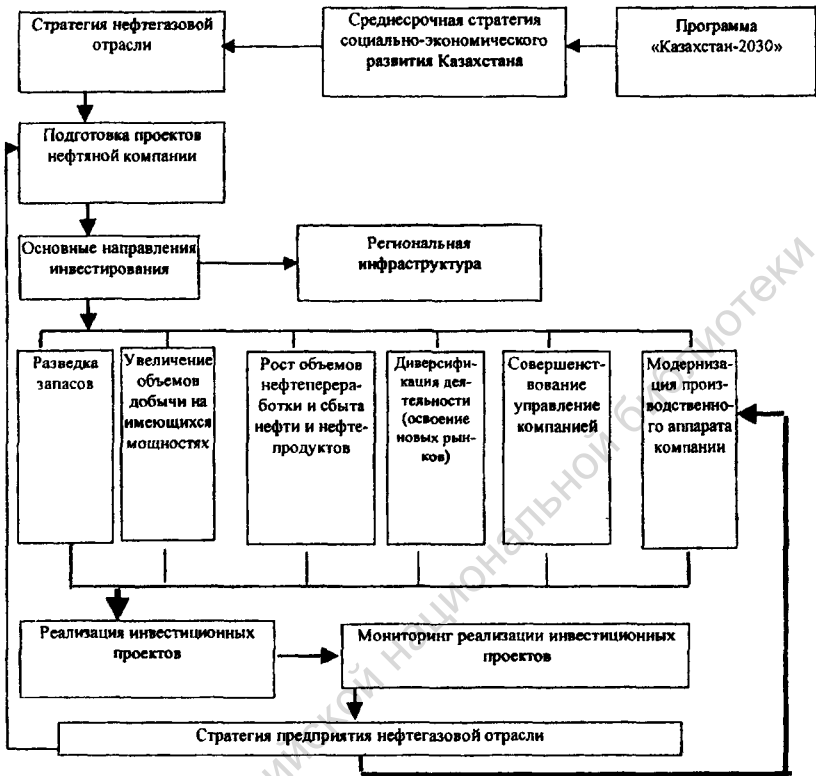 Стратегия нефтегазовой
отрасли
Среднесрочная стратегия
социально-экономического
развития Казахстана
Программа
«Казахстан-2030»
Подготовка проектов
нефтяной компании
Основные направления
инвестирования
Региональная
инфраструктура
Разведка
запасов
Увеличение
объемов
добычи на
имеющихся
мощностях
Рост объемов
нефтеперера-
ботки и сбыта
нефти и нефте-
продуктов
Диверсифи-
кация дея-
тельности
(освоение
новых рын-
ков)
Совершенст-
вование
управление
компанией
Модерниза-
ция произ-
водственно-
го аппарата
компании
Реализация инвестиционных
проектов
Мониторинг реализации инвестиционных
проектов
Стратегия предприятия нефтегазовой отрасли
ийской национальной библиотеки